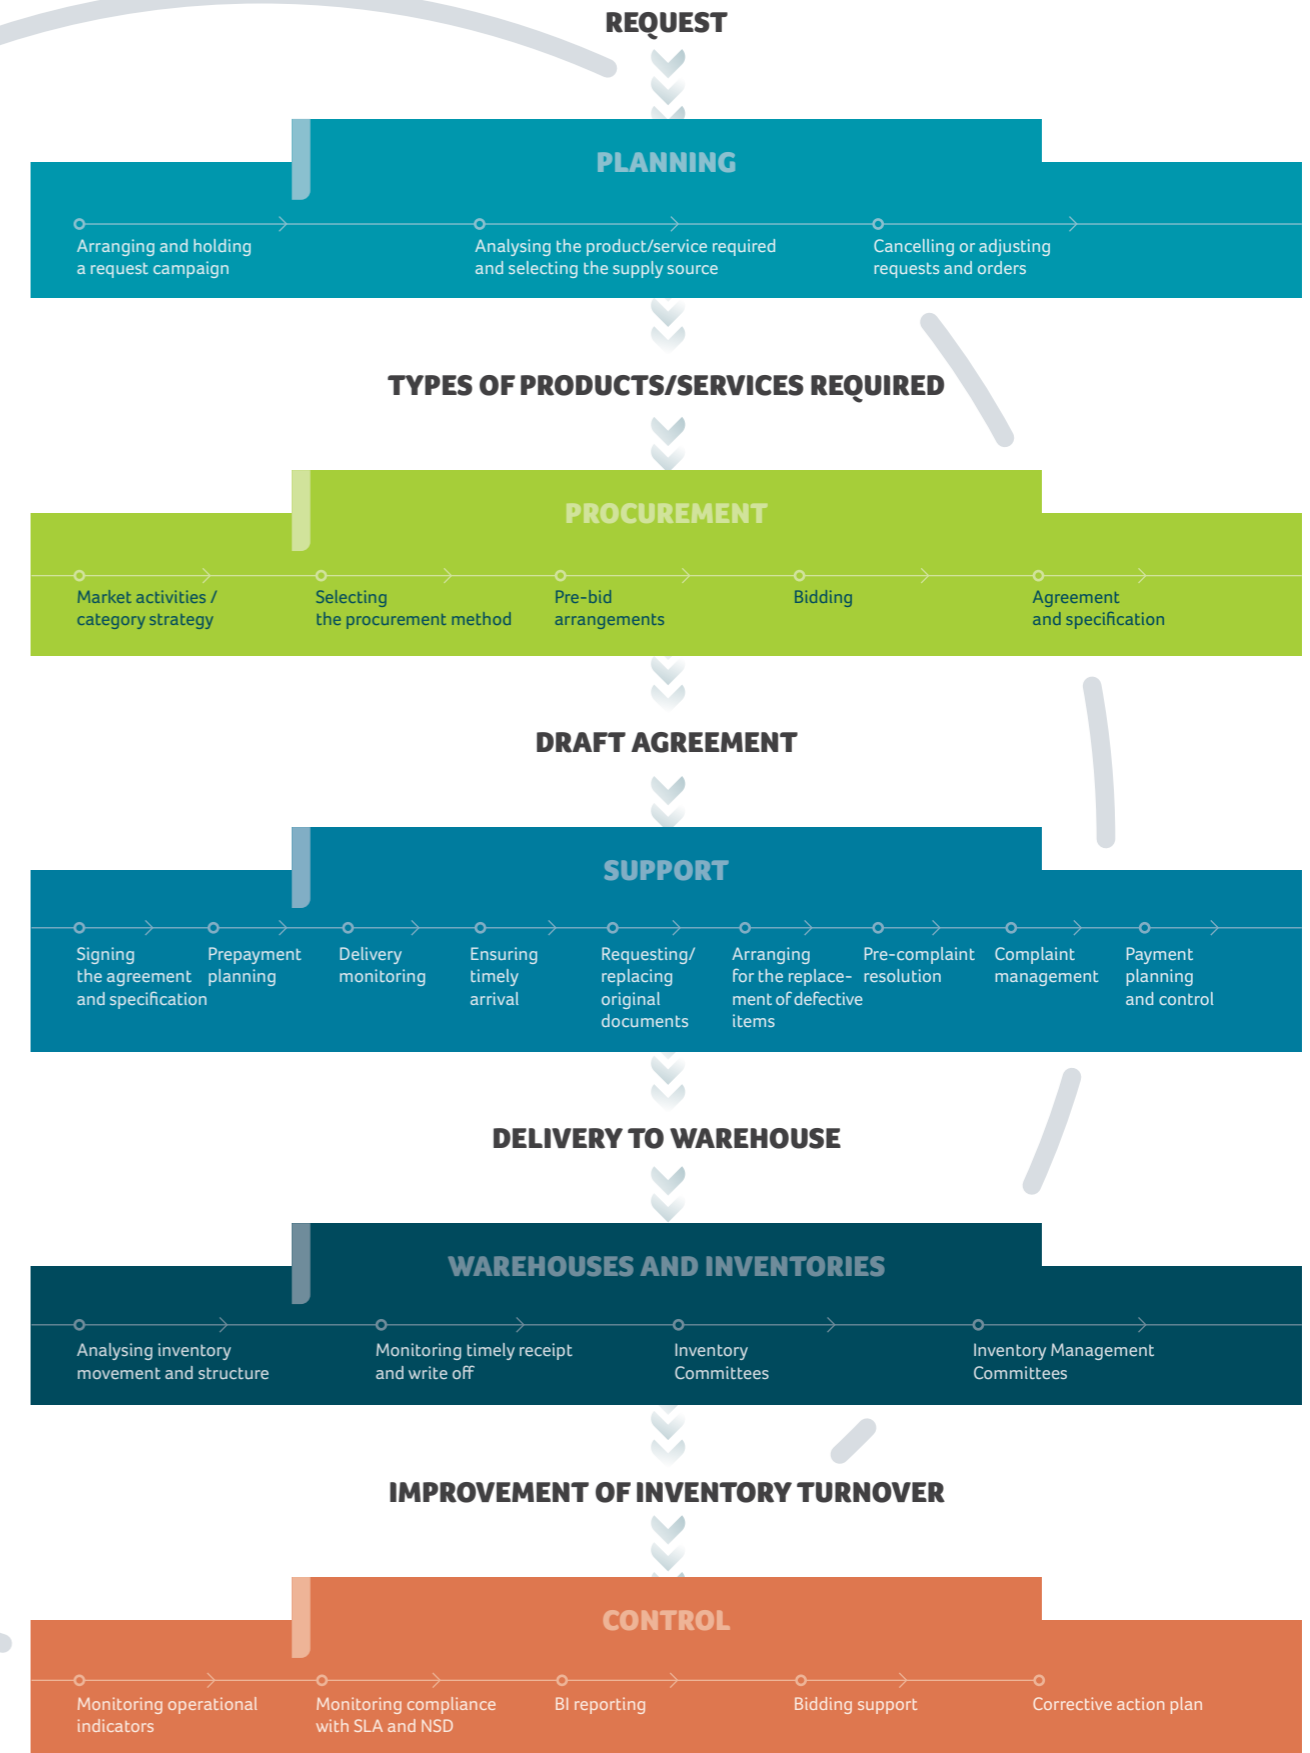 REQUEST
PLANNING
Arranging and holding
a request campaign
Analysing the product/service required
and selecting the supply source
Cancelling or adjusting
requests and orders
TYPES OF PRODUCTS/SERVICES REQUIRED
PROCUREMENT
Market activities /
category strategy
Selecting
the procurement method
Pre-bid
arrangements
Bidding
Agreement
and specification
DRAFT AGREEMENT
SUPPORT
Signing
the agreement
and specification
Prepayment
planning
Delivery
monitoring
Ensuring
timely
arrival
Requesting/
replacing
original
documents
Arranging
for the replace-
ment of defective
items
Pre-complaint
resolution
Complaint
management
Payment
planning
and control
DELIVERY TO WAREHOUSE
WAREHOUSES AND INVENTORIES
Analysing inventory
movement and structure
Monitoring timely receipt
and write off
Inventory
Committees
Inventory Management
Committees
IMPROVEMENT OF INVENTORY TURNOVER
CONTROL
Monitoring operational
indicators
Monitoring compliance
with SLA and NSD
BI reporting
Bidding support
Corrective action plan